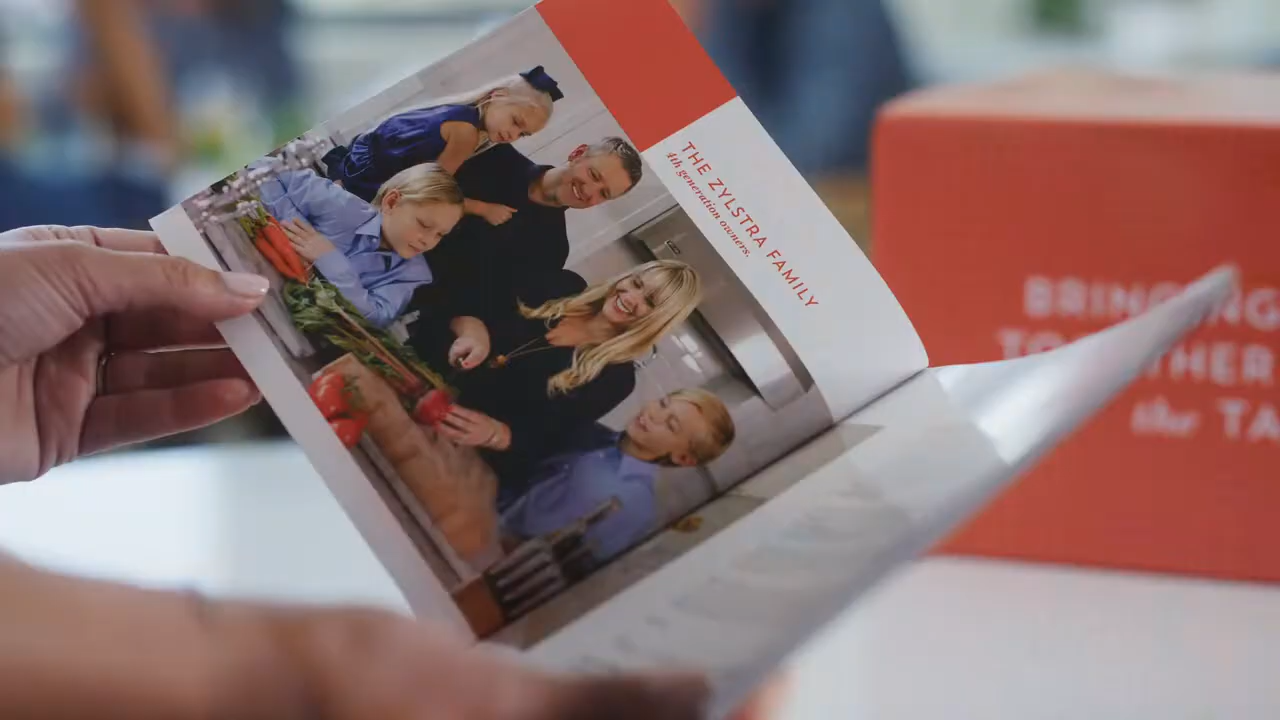 THE ZYLSTRA FAMILY
4th generation owners.
BRINGING
TOGETHER
the TA